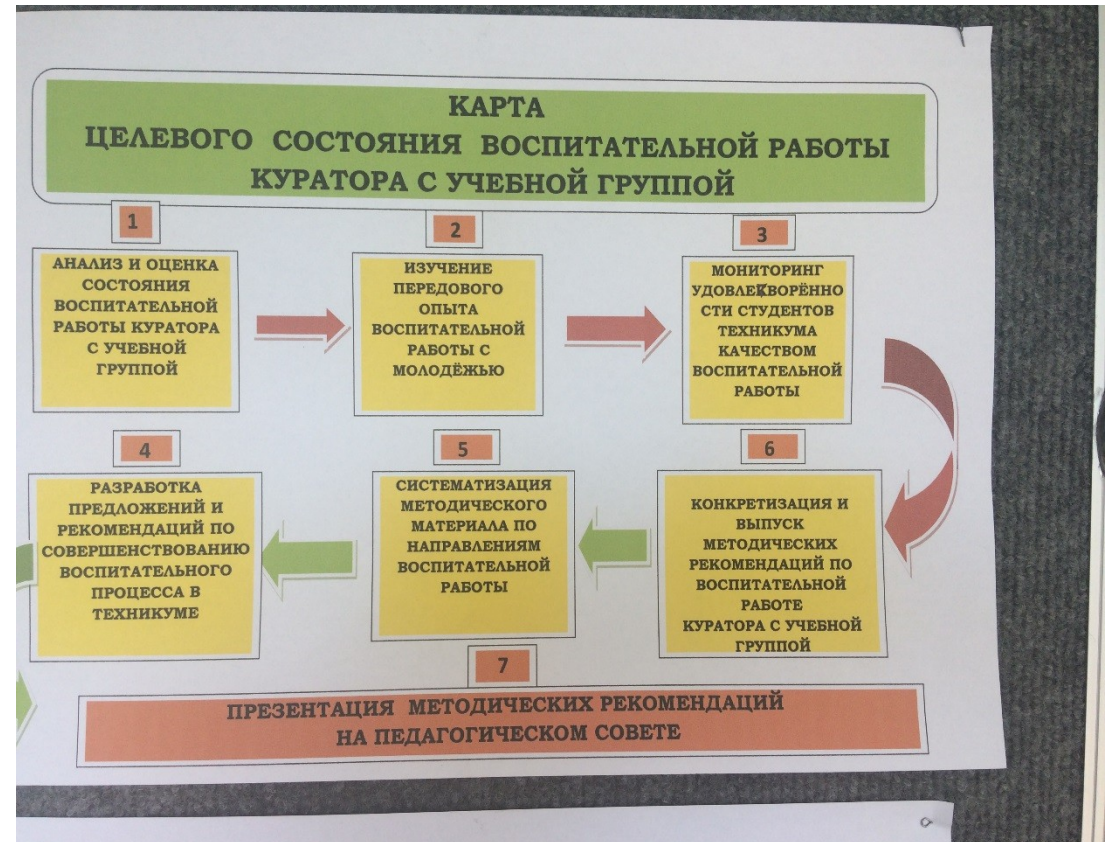 КАРТА
ЦЕЛЕВОГО СОСТОЯНИЯ ВОСПИТАТЕЛЬНОЙ РАБОТЫ
КУРАТОРА С УЧЕБНОЙ ГРУППОЙ
1
АНАЛИЗ И ОЦЕНКА
СОСТОЯНИЯ
ВОСПИТАТЕЛЬНОЙ
РАБОТЫ КУРАТОРА
С УЧЕБНОЙ
ГРУППОЙ
2
ИЗУЧЕНИЕ
ПЕРЕДОВОГО
ОПЫТА
ВОСПИТАТЕЛЬНОЙ
РАБОТЫ С
МОЛОДЁЖЬЮ
3
МОНИТОРИНГ
УДОВЛЕТВОРЁННО
СТИ СТУДЕНТОВ
ТЕХНИКУМА
КАЧЕСТВОМ
ВОСПИТАТЕЛЬНОЙ
РАБОТЫ
4
РАЗРАБОТКА
ПРЕДЛОЖЕНИЙ И
РЕКОМЕНДАЦИЙ ПО
СОВЕРШЕНСТВОВАНИЮ
ВОСПИТАТЕЛЬНОГО
ПРОЦЕССА В
ТЕХНИКУМЕ
5
СИСТЕМАТИЗАЦИЯ
МЕТОДИЧЕСКОГО
МАТЕРИАЛА ПО
НАПРАВЛЕНИЯМ
ВОСПИТАТЕЛЬНОЙ
РАБОТЫ
6
КОНКРЕТИЗАЦИЯ И
ВЫПУСК
МЕТОДИЧЕСКИХ
РЕКОМЕНДАЦИЙ ПО
ВОСПИТАТЕЛЬНОЙ
РАБОТЕ
КУРАТОРА С УЧЕБНОЙ
ГРУППОЙ
7
ПРЕЗЕНТАЦИЯ МЕТОДИЧЕСКИХ РЕКОМЕНДАЦИЙ
НА ПЕДАГОГИЧЕСКОМ СОВЕТЕ